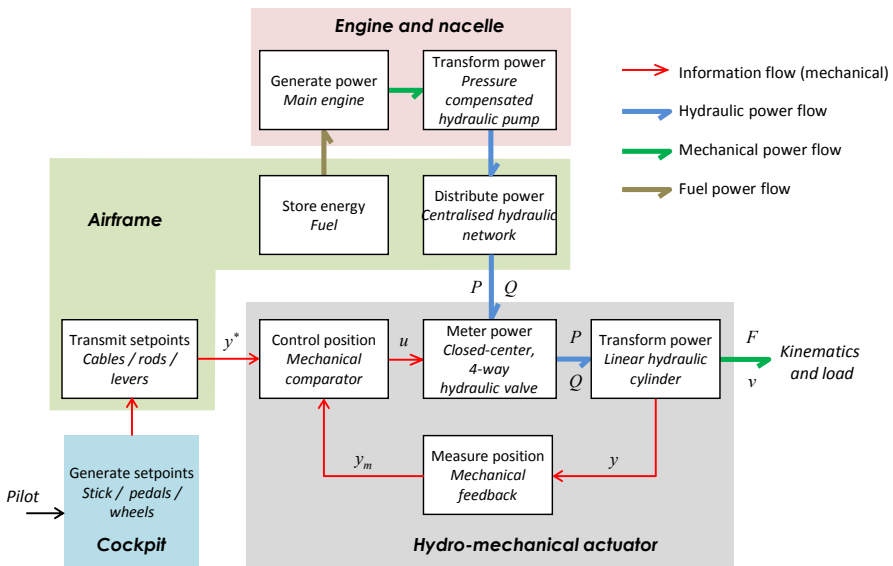 Engine and nacelle
Generate power
Main engine
Transform power
Pressure
compensated
hydraulic pump
Information flow (mechanical)
Hydraulic power flow
Mechanical power flow
Fuel power flow
Airframe
Store energy
Fuel
Distribute power
Centralised hydraulic
network
P Q
Transmit setpoints
Cables / rods /
levers
y*
Control position
Mechanical
comparator
u
Meter power
Closed-center,
4-way
hydraulic valve
P
Q
Transform power
Linear hydraulic
cylinder
F
v
Kinematics
and load
Pilot
Generate setpoints
Stick / pedals /
wheels
Cockpit
y_m
Measure position
Mechanical
feedback
y
Hydro-mechanical actuator